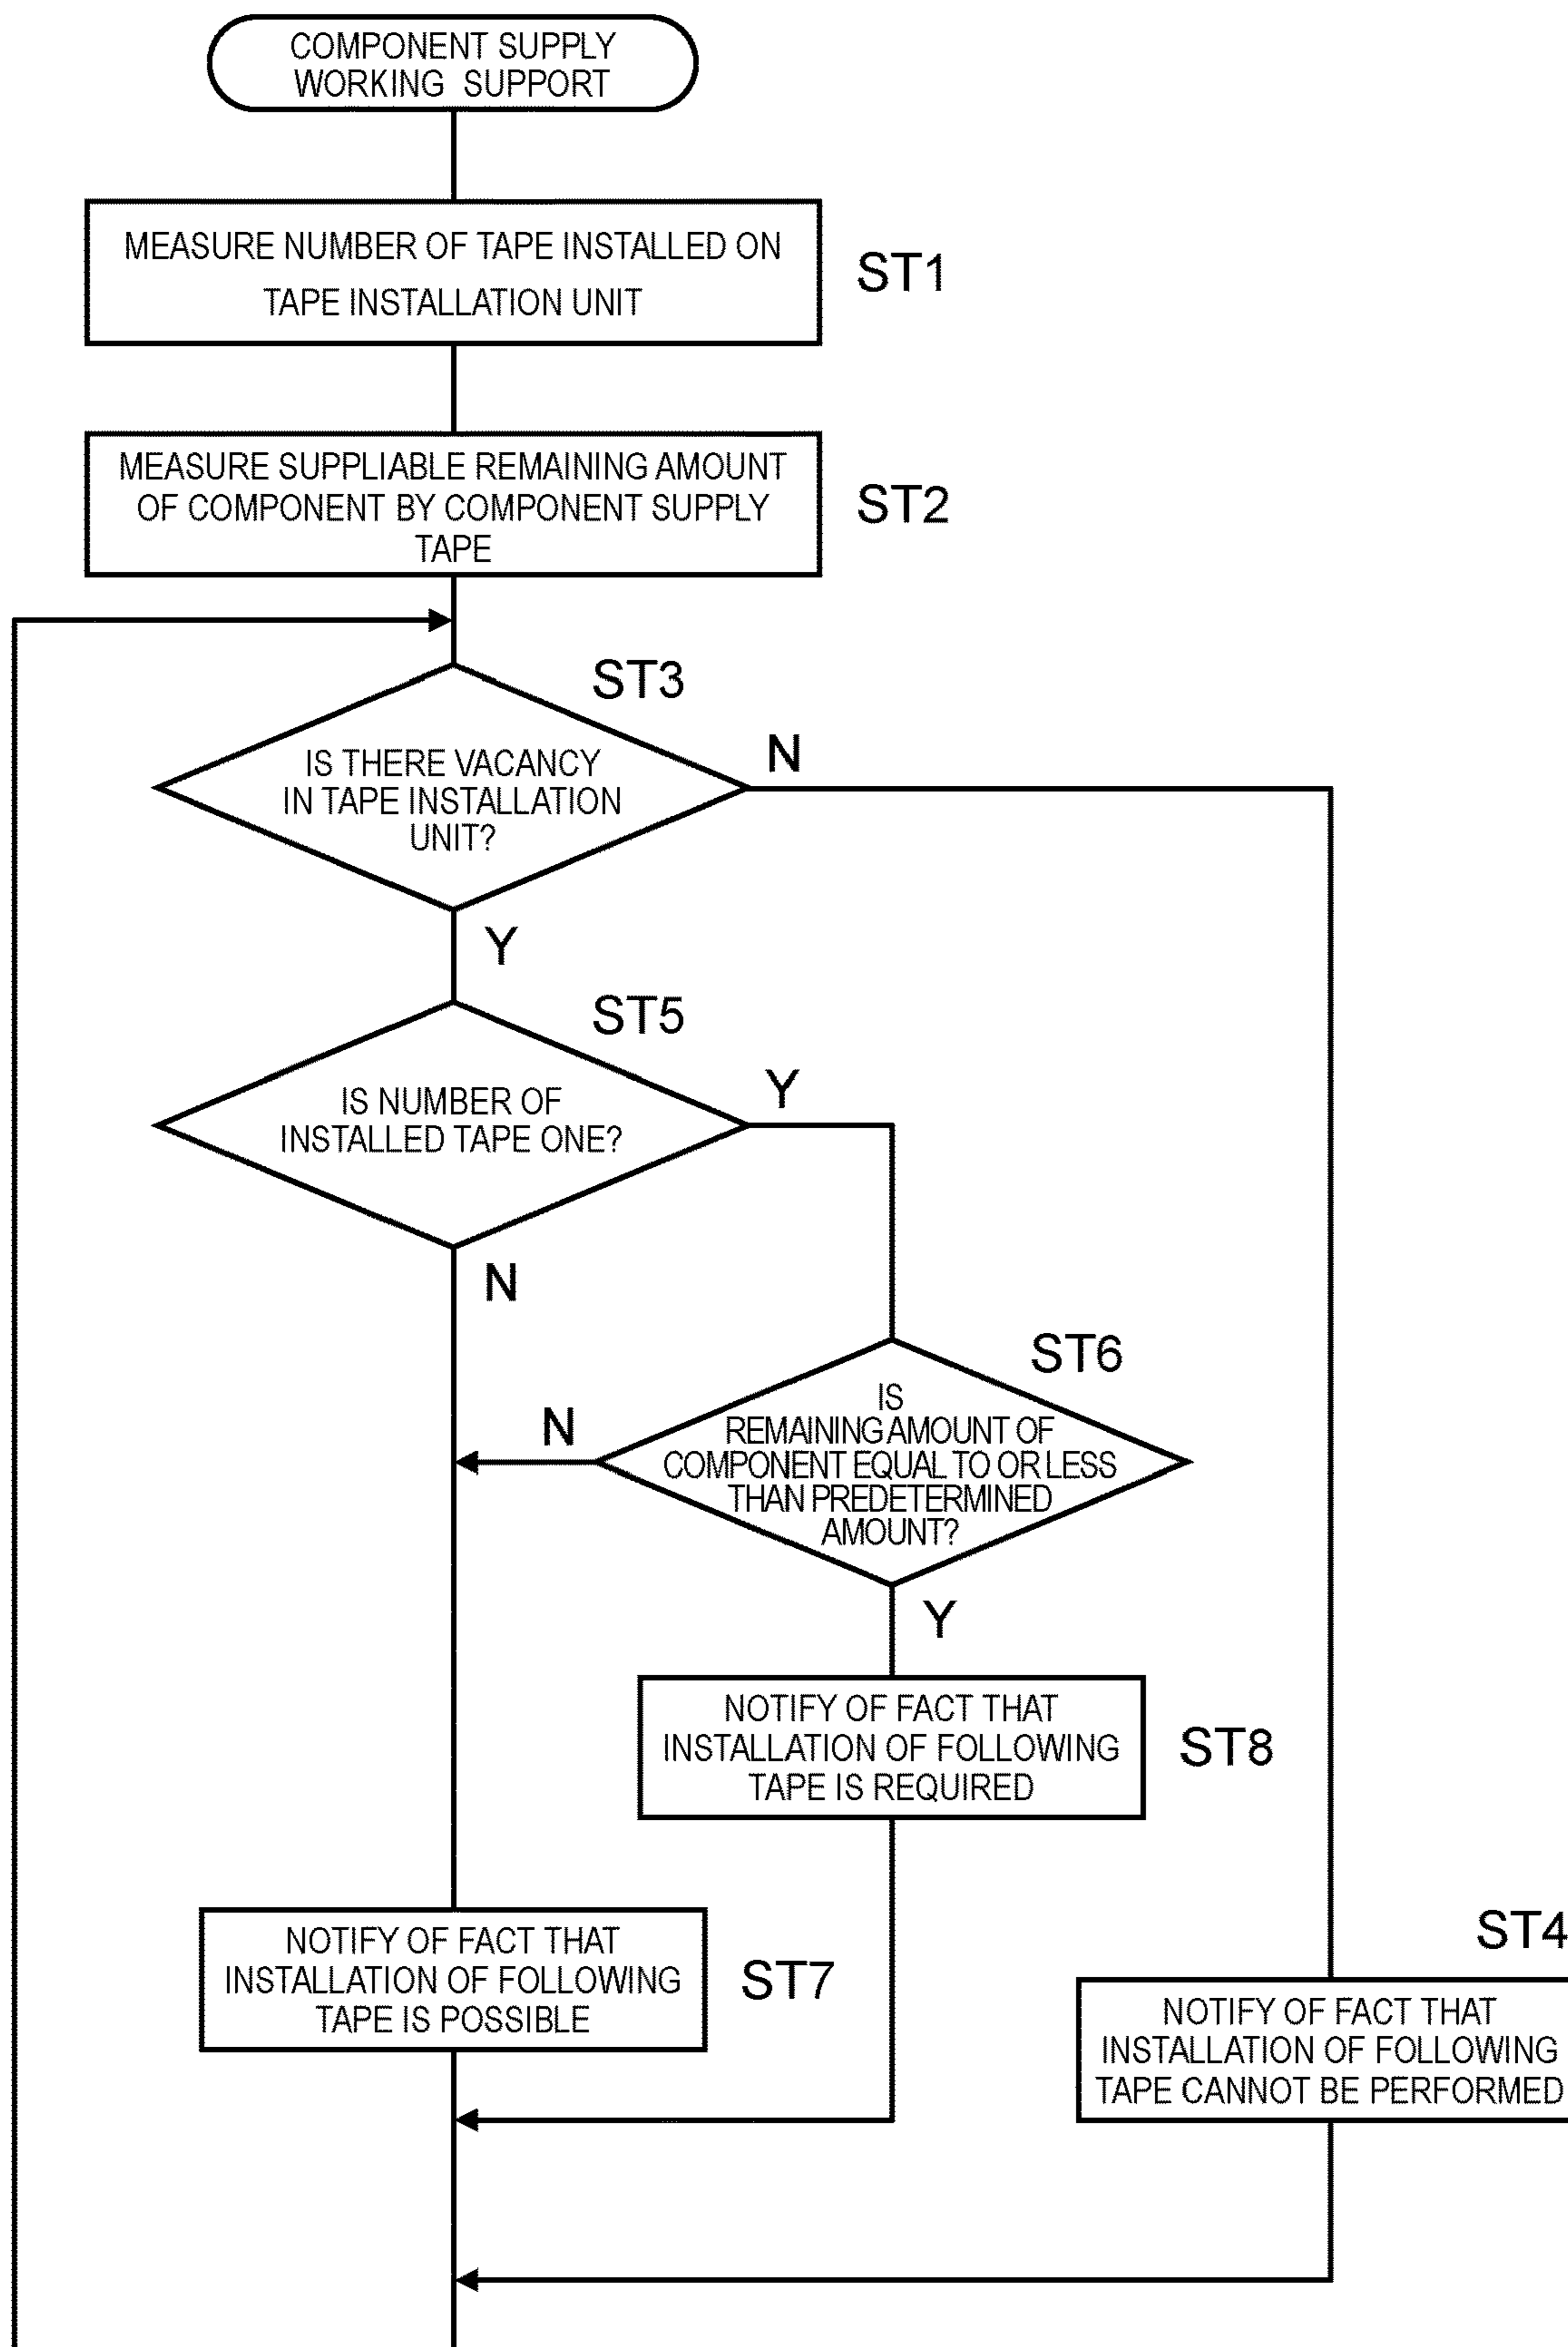 COMPONENT SUPPLY
WORKING SUPPORT
MEASURE NUMBER OF TAPE INSTALLED ON
TAPE INSTALLATION UNIT
ST1
MEASURE SUPPLIABLE REMAINING AMOUNT
OF COMPONENT BY COMPONENT SUPPLY
TAPE
ST2
ST3
IS THERE VACANCY
IN TAPE INSTALLATION
UNIT?
N
Y
ST5
IS NUMBER OF
INSTALLED TAPE ONE?
Y
N
ST6
IS
REMAINING AMOUNT OF
COMPONENT EQUAL TO OR LESS
THAN PREDETERMINED
AMOUNT?
N
Y
NOTIFY OF FACT THAT
INSTALLATION OF FOLLOWING
TAPE IS REQUIRED
ST8
NOTIFY OF FACT THAT
INSTALLATION OF FOLLOWING
TAPE IS POSSIBLE
ST7
ST4
NOTIFY OF FACT THAT
INSTALLATION OF FOLLOWING
TAPE CANNOT BE PERFORMED